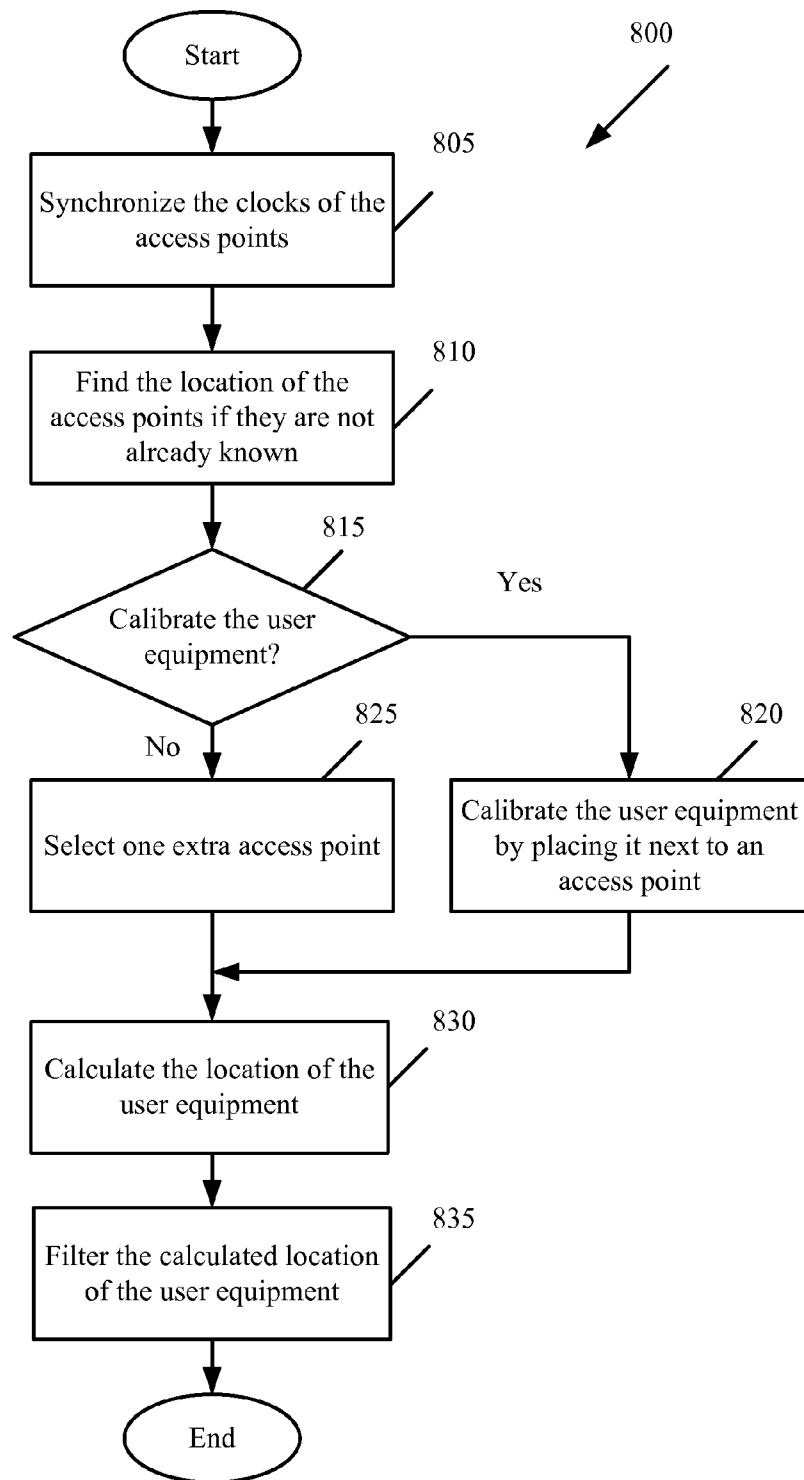 Start
800
805
Synchronize the clocks of the
access points
810
Find the location of the
access points if they are not
already known
815
Calibrate the user
equipment?
Yes
No
825
Select one extra access point
820
Calibrate the user equipment
by placing it next to an
access point
830
Calculate the location of the
user equipment
835
Filter the calculated location
of the user equipment
End